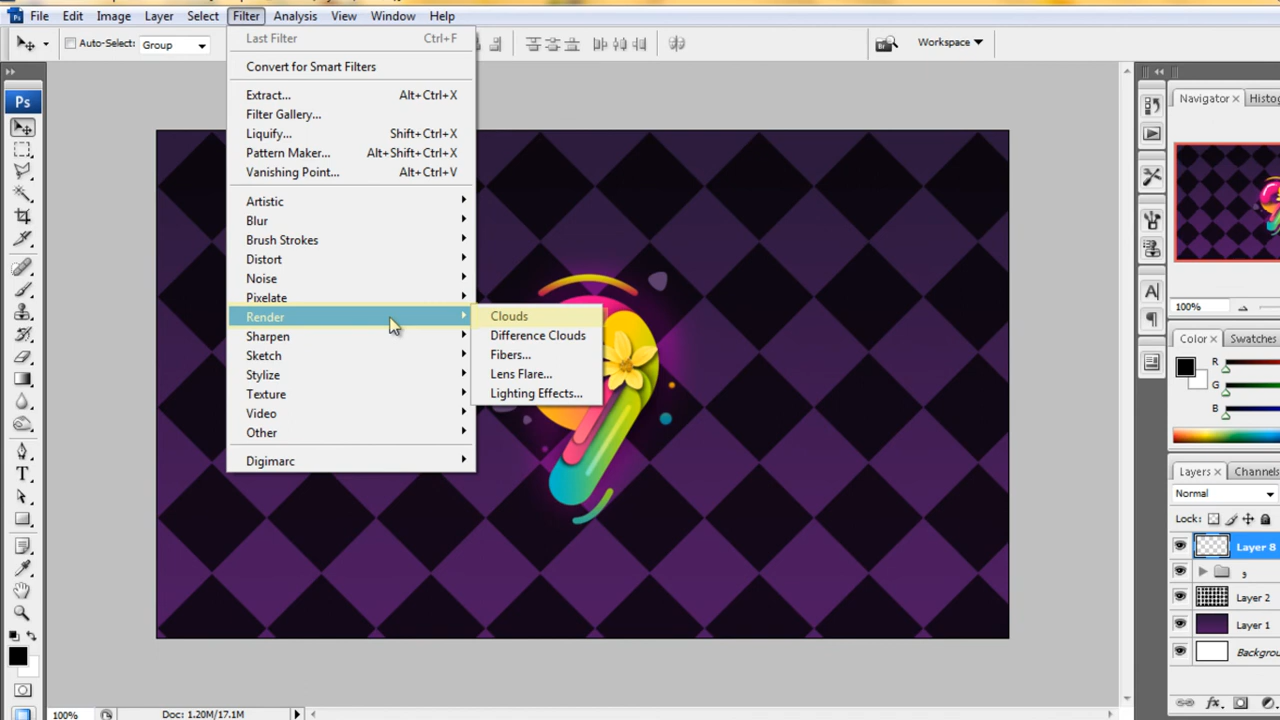 File Edit Image Layer Select Filter Analysis View Window Help
Auto-Select: Group
Workspace
Last Filter Ctrl+F
Convert for Smart Filters
Extract... Alt+Ctrl+X
Filter Gallery...
Liquify... Shift+Ctrl+X
Pattern Maker... Alt+Shift+Ctrl+X
Vanishing Point... Alt+Ctrl+V
Artistic
Blur
Brush Strokes
Distort
Noise
Pixelate
Render
Sharpen
Sketch
Stylize
Texture
Video
Other
Digimarc
Clouds
Difference Clouds
Fibers...
Lens Flare...
Lighting Effects...
Ps
T
A
Navigator × Histog
100%
Color × Swatches
R
G
B
Layers × Channels
Normal
Lock:
Layer 8
و
Layer 2
Layer 1
Backgrou
fx.
100% Doc: 1.20M/17.1M